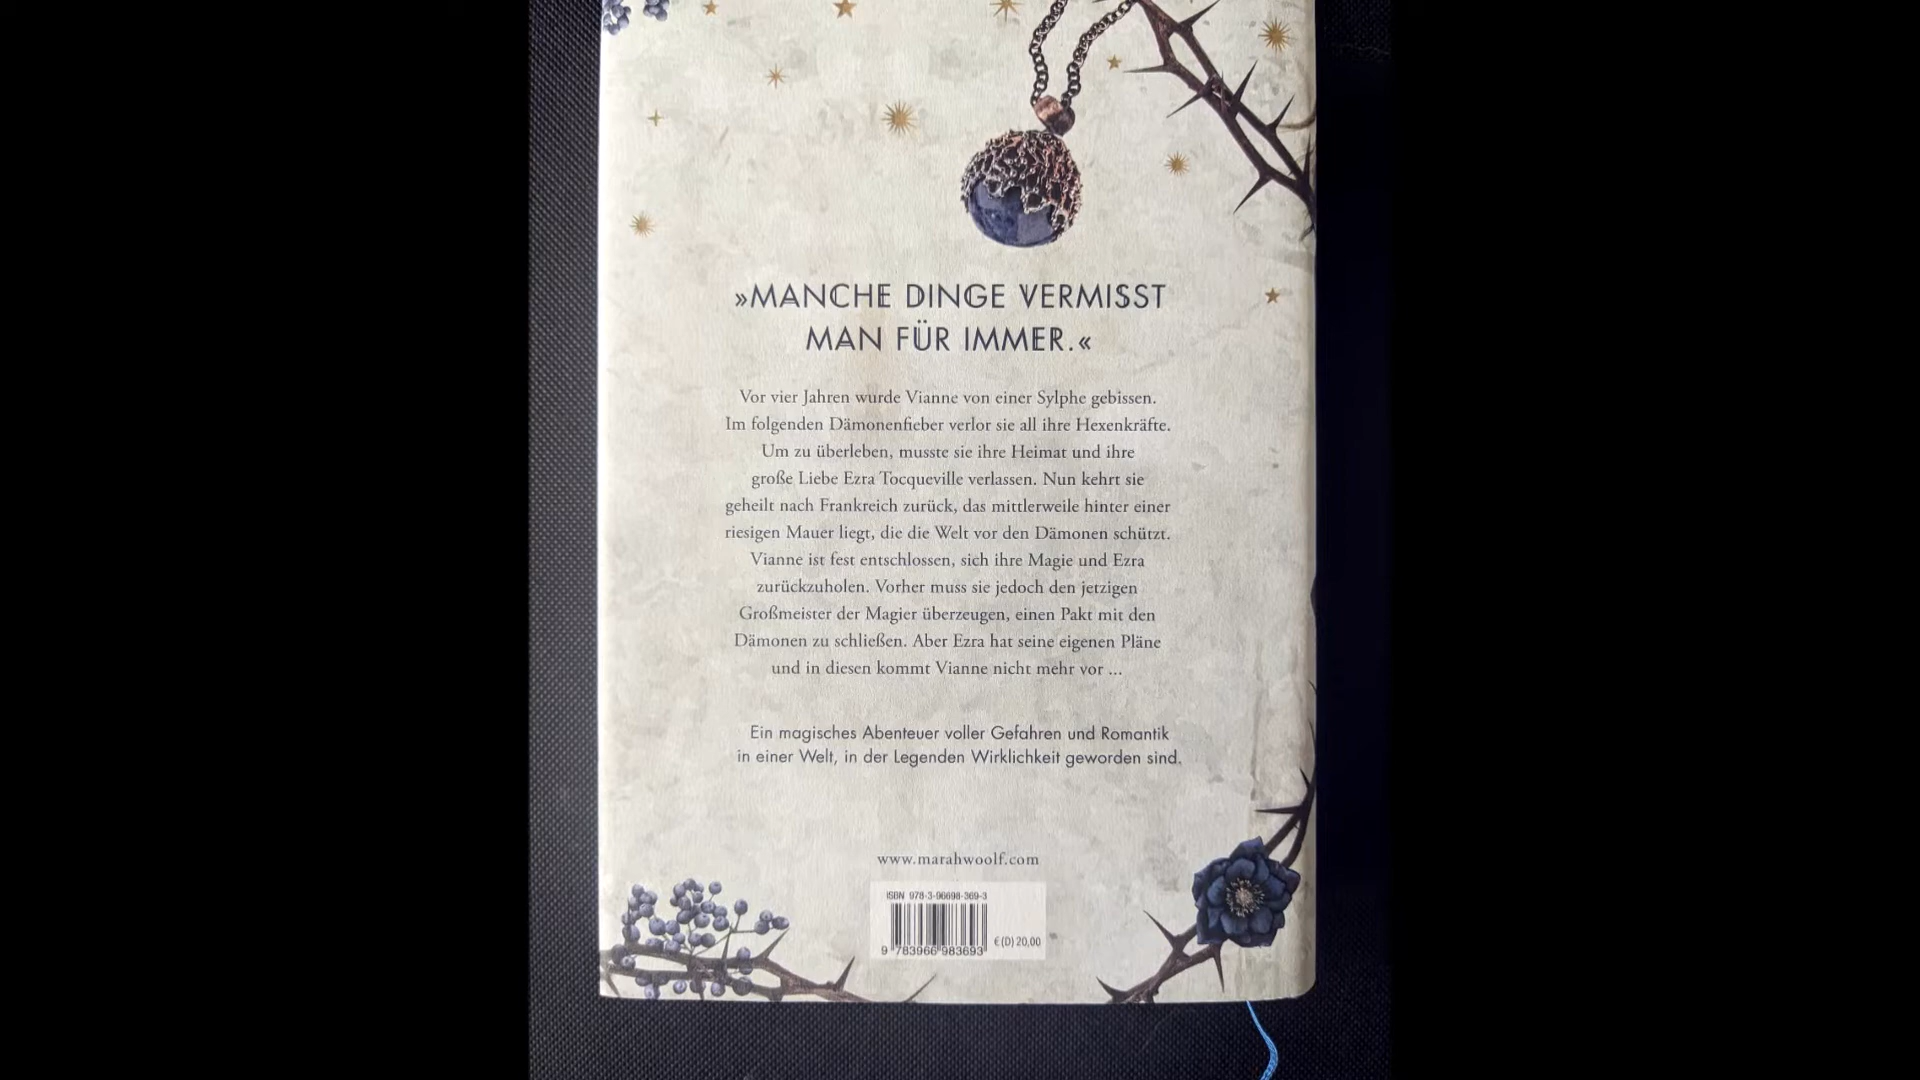 »MANCHE DINGE VERMISST
MAN FÜR IMMER.«
Vor vier Jahren wurde Vianne von einer Sylphe gebissen.
Im folgenden Dämonenfieber verlor sie all ihre Hexenkräfte.
Um zu überleben, musste sie ihre Heimat und ihre
große Liebe Ezra Tocqueville verlassen. Nun kehrt sie
geheilt nach Frankreich zurück, das mittlerweile hinter einer
riesigen Mauer liegt, die die Welt vor den Dämonen schützt.
Vianne ist fest entschlossen, sich ihre Magie und Ezra
zurückzuholen. Vorher muss sie jedoch den jetzigen
Großmeister der Magier überzeugen, einen Pakt mit den
Dämonen zu schließen. Aber Ezra hat seine eigenen Pläne
und in diesen kommt Vianne nicht mehr vor ...
Ein magisches Abenteuer voller Gefahren und Romantik
in einer Welt, in der Legenden Wirklichkeit geworden sind.
www.marahwoolf.com
ISBN 978-3-96698-369-3
€ (D) 20,00
9 783966 983693